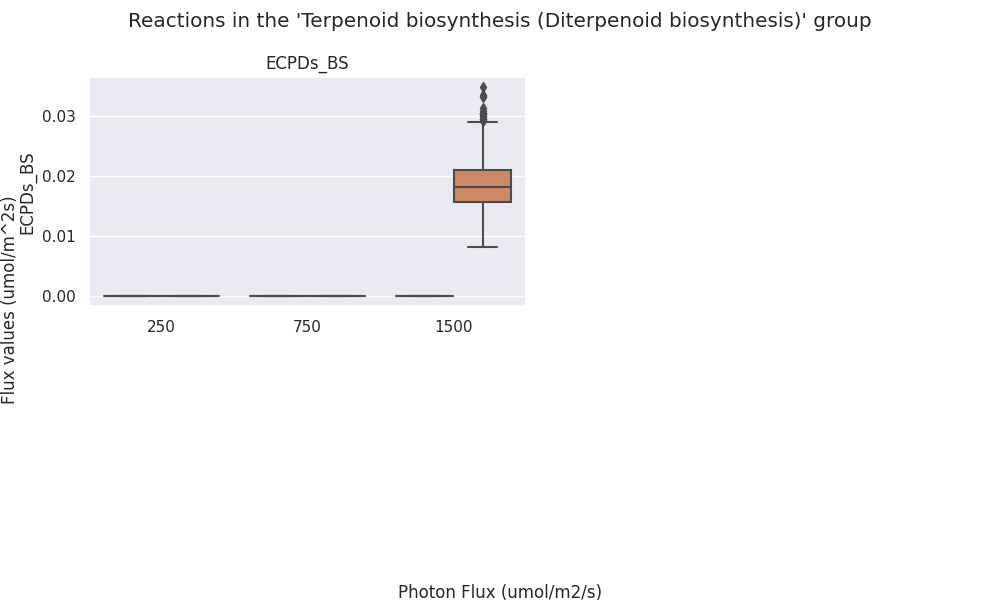 Reactions in the 'Terpenoid biosynthesis (Diterpenoid biosynthesis)' group
ECPDs_BS
0.03
0.02
0.01
0.00
ECPDs_BS
Flux values (umol/m^2s)
250 750 1500
Photon Flux (umol/m2/s)